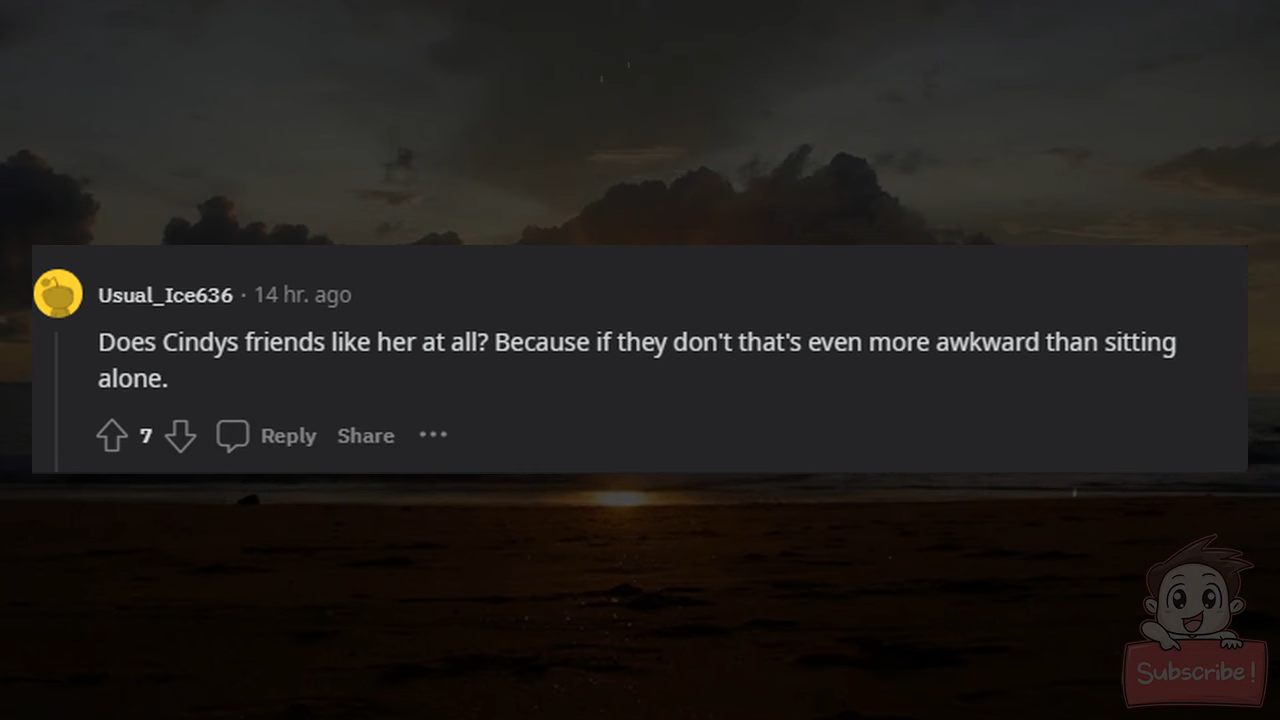 Usual_Ice636 · 14 hr. ago
Does Cindys friends like her at all? Because if they don't that's even more awkward than sitting
alone.
7 Reply Share ···
Subscribe!